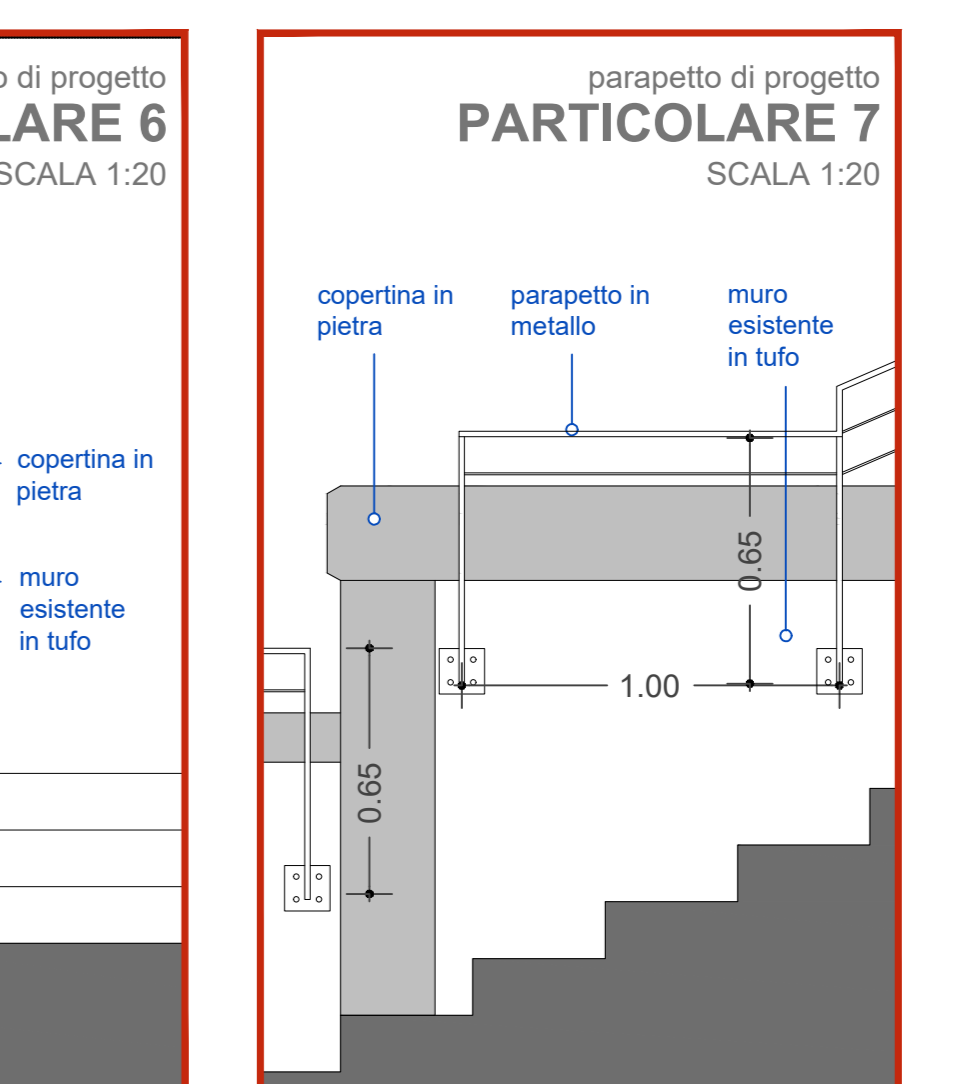 o di progetto
LARE 6
SCALA 1:20
copertina in
pietra
muro
esistente
in tufo
parapetto di progetto
PARTICOLARE 7
SCALA 1:20
copertina in
pietra
parapetto in
metallo
muro
esistente
in tufo
0.65
1.00
0.65